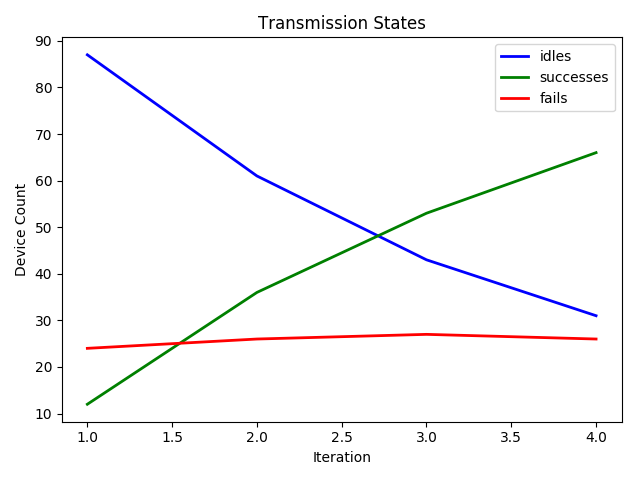 Transmission States
90
80
70
60
50
40
30
20
10
Device Count
idles
successes
fails
1.0 1.5 2.0 2.5 3.0 3.5 4.0
Iteration